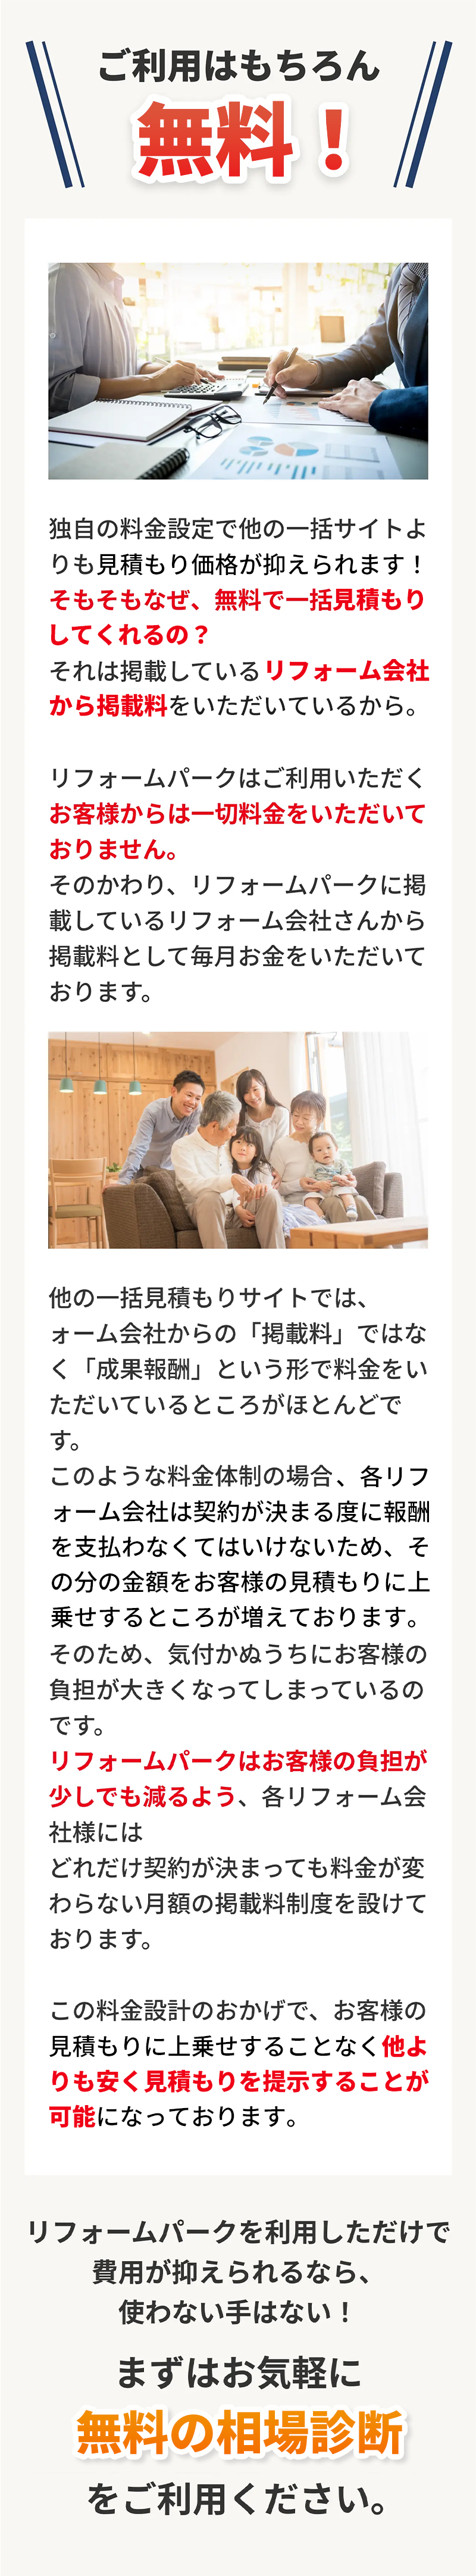 ご利用はもちろん
無料！
独自の料金設定で他の一括サイトよ
りも見積もり価格が抑えられます！
そもそもなぜ、無料で一括見積もり
してくれるの？
それは掲載しているリフォーム会社
から掲載料をいただいているから。
リフォームパークはご利用いただく
お客様からは一切料金をいただいて
おりません。
そのかわり、リフォームパークに掲
載しているリフォーム会社さんから
掲載料として毎月お金をいただいて
おります。
他の一括見積もりサイトでは、
ォーム会社からの「掲載料」ではな
く「成果報酬」という形で料金をい
ただいているところがほとんどで
す。
このような料金体制の場合、各リフ
ォーム会社は契約が決まる度に報酬
を支払わなくてはいけないため、そ
の分の金額をお客様の見積もりに上
乗せするところが増えております。
そのため、気付かぬうちにお客様の
負担が大きくなってしまっているの
です。
リフォームパークはお客様の負担が
少しでも減るよう、各リフォーム会
社様には
どれだけ契約が決まっても料金が変
わらない月額の掲載料制度を設けて
おります。
この料金設計のおかげで、お客様の
見積もりに上乗せすることなく他よ
りも安く見積もりを提示することが
可能になっております。
リフォームパークを利用しただけで
費用が抑えられるなら、
使わない手はない！
まずはお気軽に
無料の相場診断
をご利用ください。